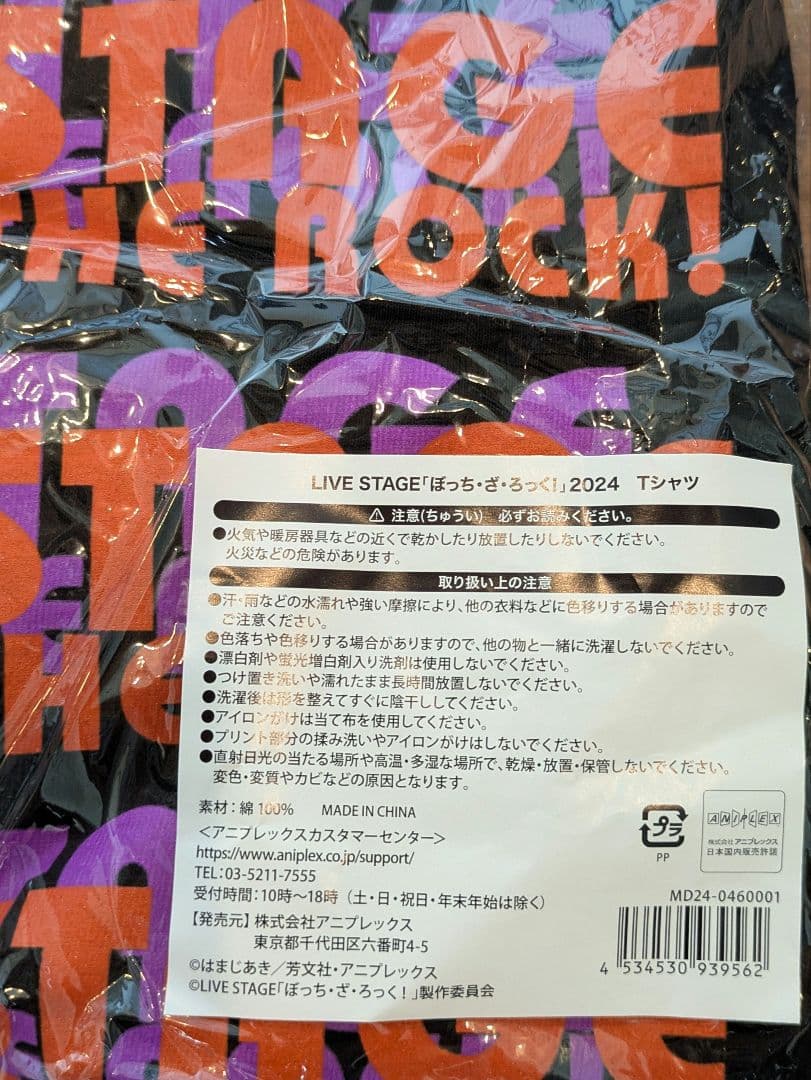 STAGE
THE ROCK!
LIVE STAGE「ぼっち・ざ・ろっく!」2024 Tシャツ
⚠ 注意(ちゅうい) 必ずお読みください。
●火気や暖房器具などの近くで乾かしたり放置したりしないでください。
火災などの危険があります。
取り扱い上の注意
●汗・雨などの水濡れや強い摩擦により、他の衣料などに色移りする場合がありますので
ご注意ください。
●色落ちや色移りする場合がありますので、他の物と一緒に洗濯しないでください。
●漂白剤や蛍光増白剤入り洗剤は使用しないでください。
●つけ置き洗いや濡れたまま長時間放置しないでください。
●洗濯後は形を整えてすぐに陰干ししてください。
●アイロンがけは当て布を使用してください。
●プリント部分の揉み洗いやアイロンがけはしないでください。
●直射日光の当たる場所や高温・多湿な場所で、乾燥・放置・保管しないでください。
変色・変質やカビなどの原因となります。
素材:綿 100% MADE IN CHINA
<アニプレックスカスタマーセンター>
https://www.aniplex.co.jp/support/
TEL:03-5211-7555
受付時間:10時~18時(土・日・祝日・年末年始は除く)
【発売元】株式会社アニプレックス
東京都千代田区六番町4-5
©はまじあき/芳文社・アニプレックス
©LIVE STAGE「ぼっち・ざ・ろっく!」製作委員会
プラ
PP
ANIPLEX
株式会社 アニプレックス
日本国内販売許諾
MD24-0460001
4 534530 939562